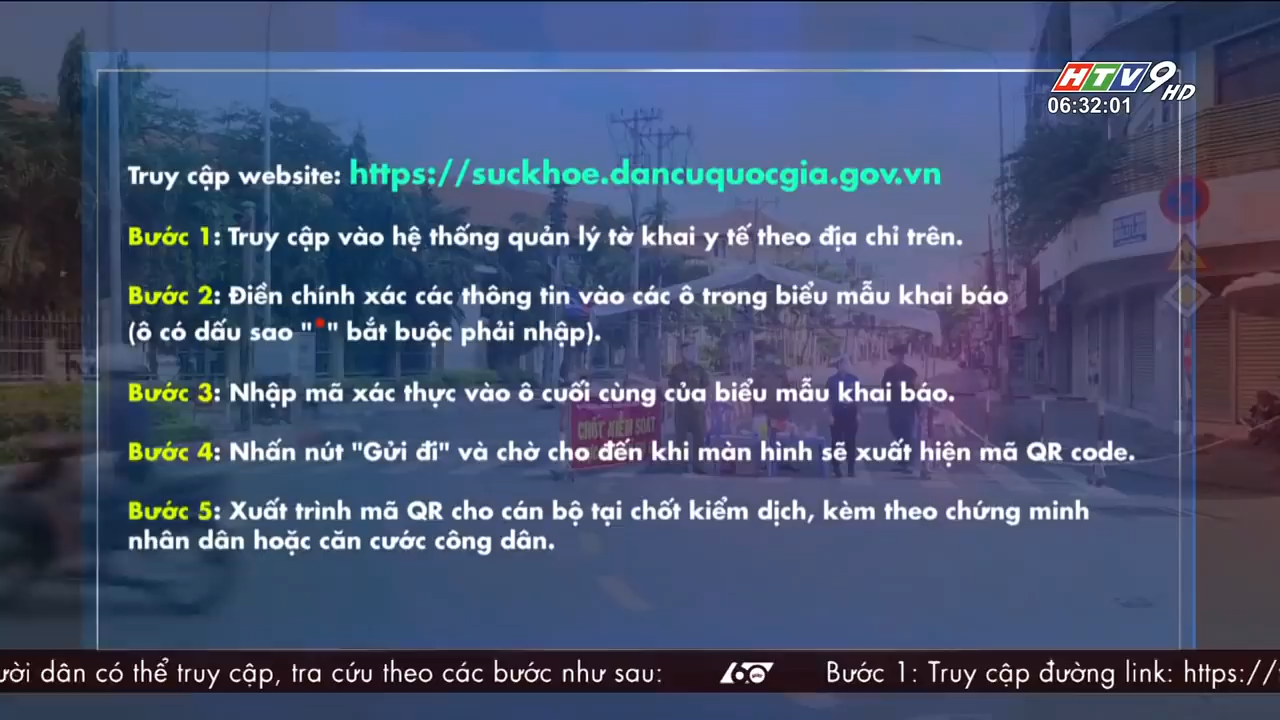 HTV9 HD
06:32:01
Truy cập website: https://suckhoe.dancuquocgia.gov.vn
Bước 1: Truy cập vào hệ thống quản lý tờ khai y tế theo địa chỉ trên.
Bước 2: Điền chính xác các thông tin vào các ô trong biểu mẫu khai báo
(ô có dấu sao "*" bắt buộc phải nhập).
Bước 3: Nhập mã xác thực vào ô cuối cùng của biểu mẫu khai báo.
CHỐT KIỂM SOÁT
Bước 4: Nhấn nút "Gửi đi" và chờ cho đến khi màn hình sẽ xuất hiện mã QR code.
Bước 5: Xuất trình mã QR cho cán bộ tại chốt kiểm dịch, kèm theo chứng minh
nhân dân hoặc căn cước công dân.
ười dân có thể truy cập, tra cứu theo các bước như sau: 60 Bước 1: Truy cập đường link: https://